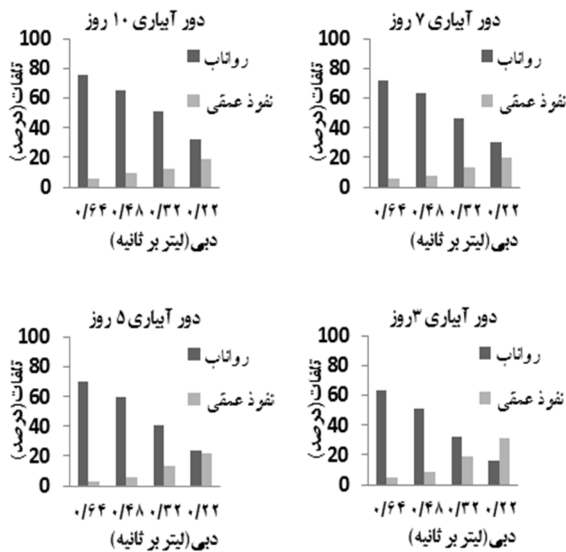 دور آبیاری ۱۰ روز
تلفات(درصد)
100
80
60
40
20
0
رواناب
نفوذ عمقی
۰/۶۴ ۰/۴۸ ۰/۳۲ ۰/۲۲
دبی(لیتر بر ثانیه)
دور آبیاری ۷ روز
تلفات(درصد)
100
80
60
40
20
0
رواناب
نفوذ عمقی
۰/۶۴ ۰/۴۸ ۰/۳۲ ۰/۲۲
دبی(لیتر بر ثانیه)
دور آبیاری ۵ روز
تلفات(درصد)
100
80
60
40
20
0
رواناب
نفوذ عمقی
۰/۶۴ ۰/۴۸ ۰/۳۲ ۰/۲۲
دبی(لیتر بر ثانیه)
دور آبیاری ۳روز
تلفات(درصد)
100
80
60
40
20
0
رواناب
نفوذ عمقی
۰/۶۴ ۰/۴۸ ۰/۳۲ ۰/۲۲
دبی(لیتر بر ثانیه)